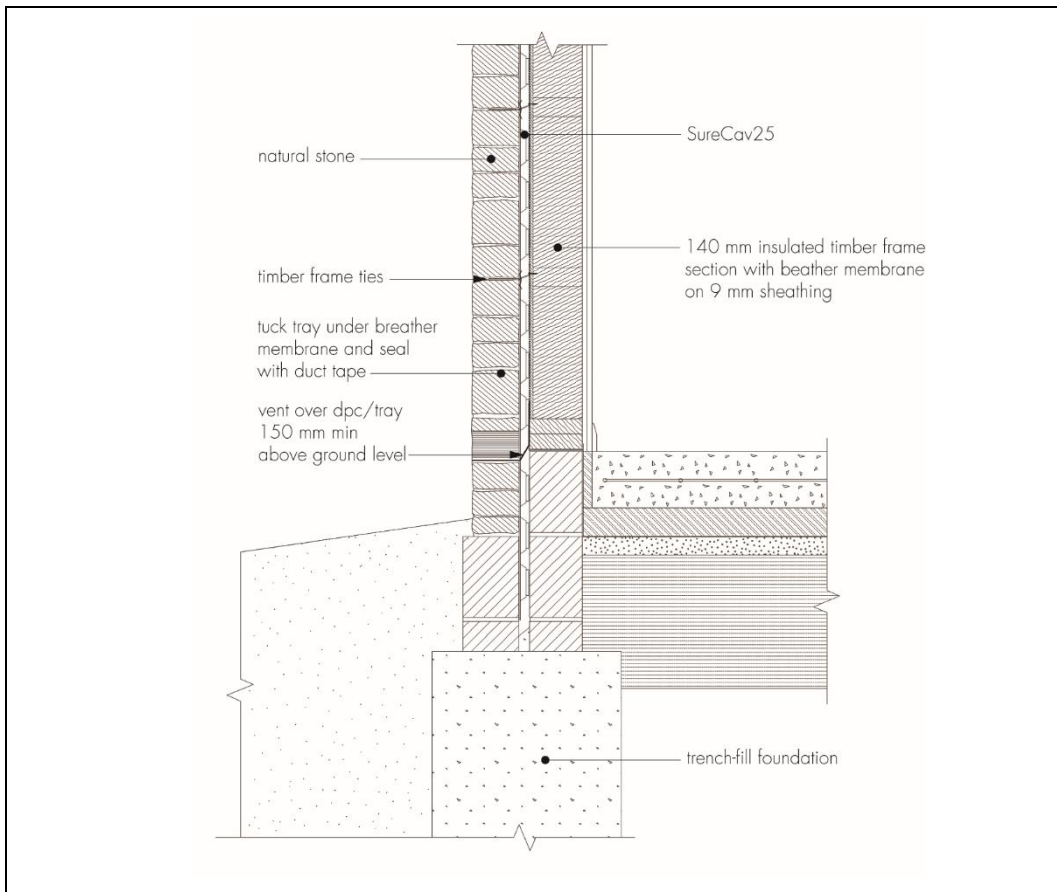 natural stone
timber frame ties
tuck tray under breather
membrane and seal
with duct tape
vent over dpc/tray
150 mm min
above ground level
SureCav25
140 mm insulated timber frame
section with beather membrane
on 9 mm sheathing
trench-fill foundation